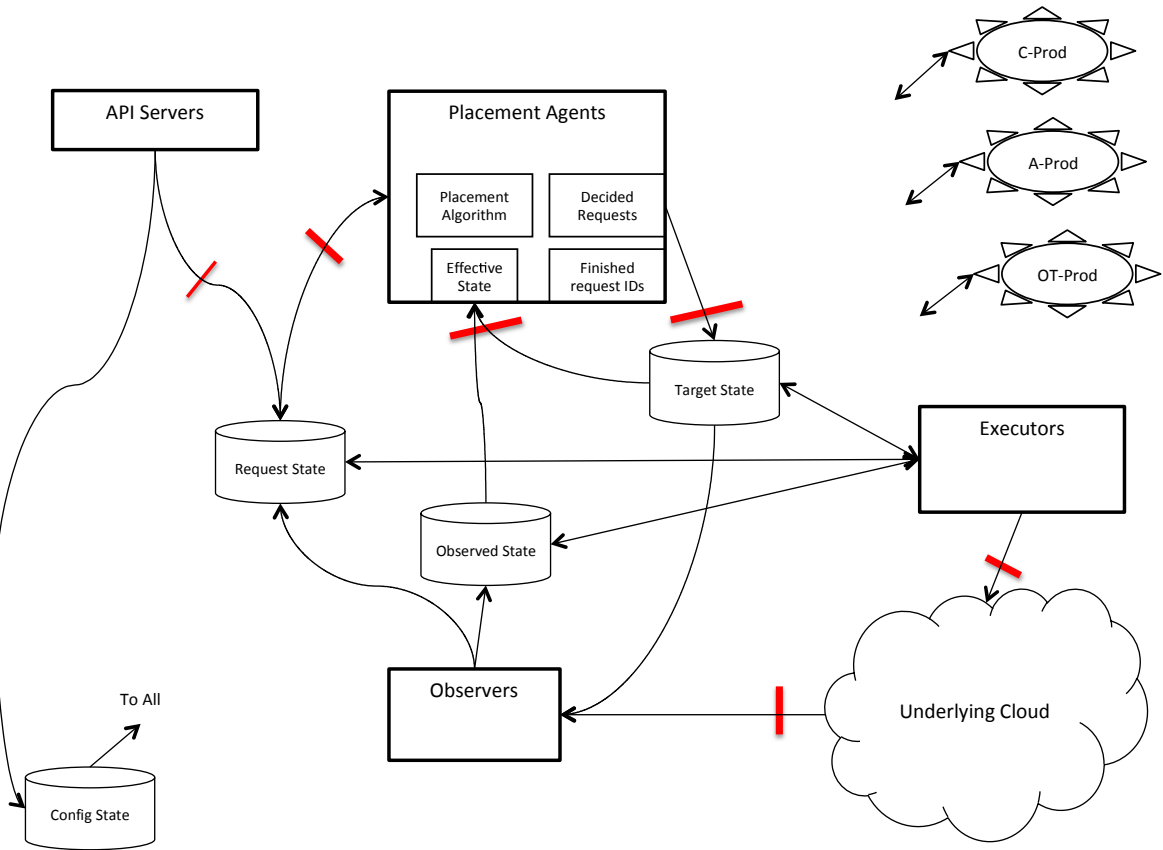 C-Prod
API Servers
Placement Agents
A-Prod
Placement
Algorithm
Decided
Requests
Effective
State
Finished
request IDs
OT-Prod
Target State
Executors
Request State
Observed State
Observers
Underlying Cloud
To All
Config State